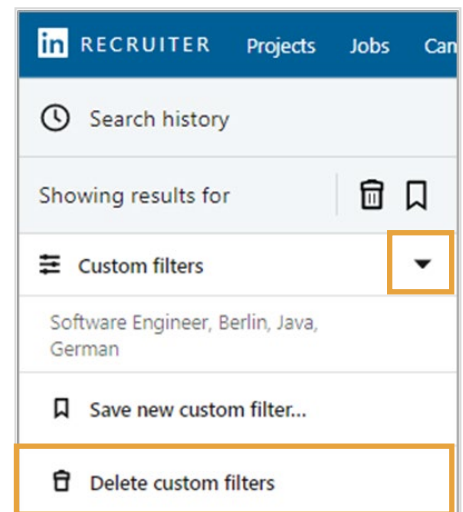 in RECRUITER Projects Jobs Can
Search history
Showing results for
Custom filters
Software Engineer, Berlin, Java,
German
Save new custom filter...
Delete custom filters